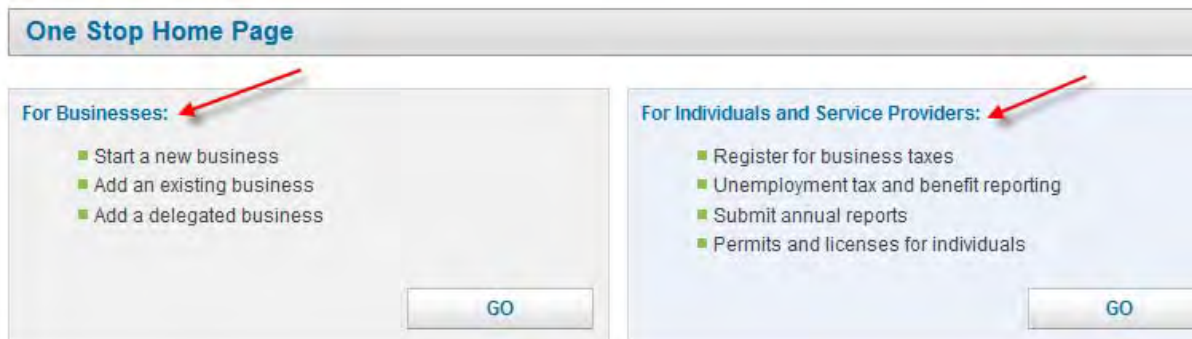 One Stop Home Page
For Businesses:
Start a new business
Add an existing business
Add a delegated business
GO
For Individuals and Service Providers:
Register for business taxes
Unemployment tax and benefit reporting
Submit annual reports
Permits and licenses for individuals
GO